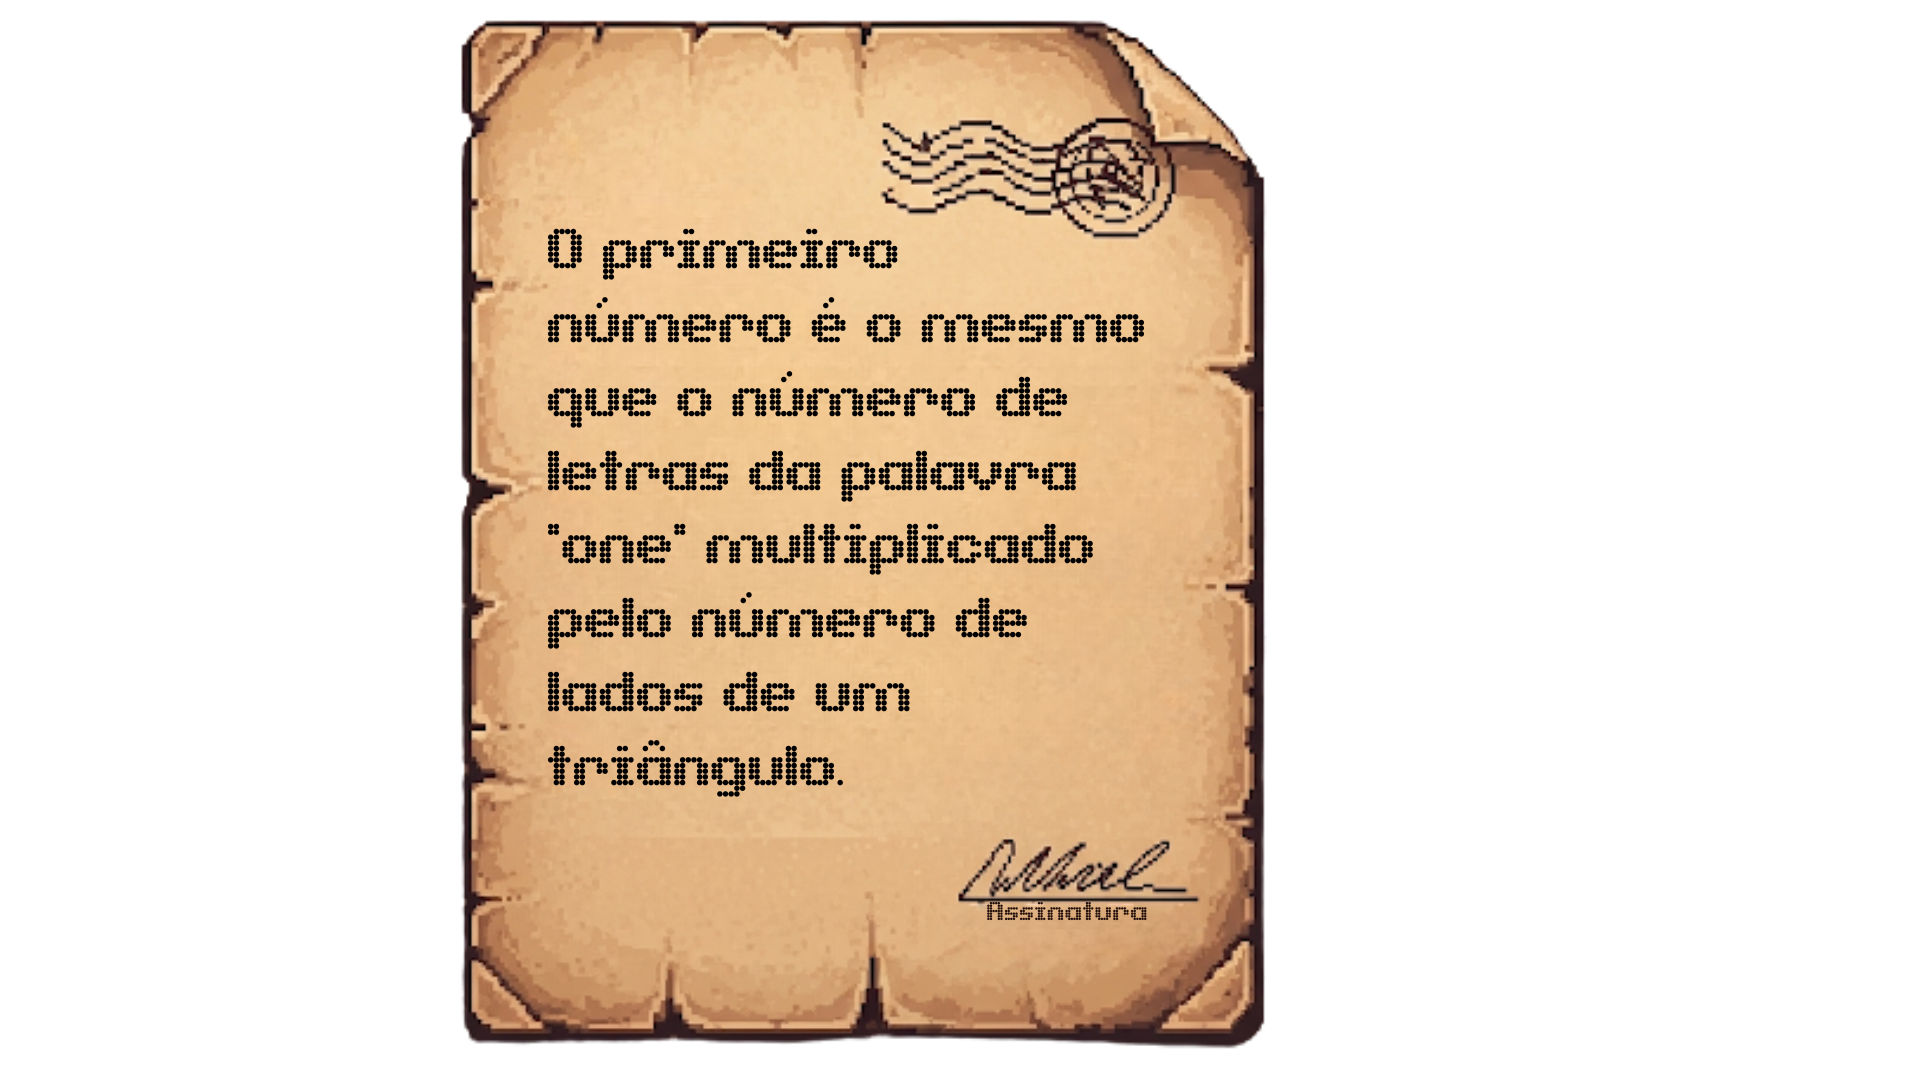 O primeiro
número é o mesmo
que o número de
letras da palavra
"one" multiplicado
pelo número de
lados de um
triângulo.
Assinatura